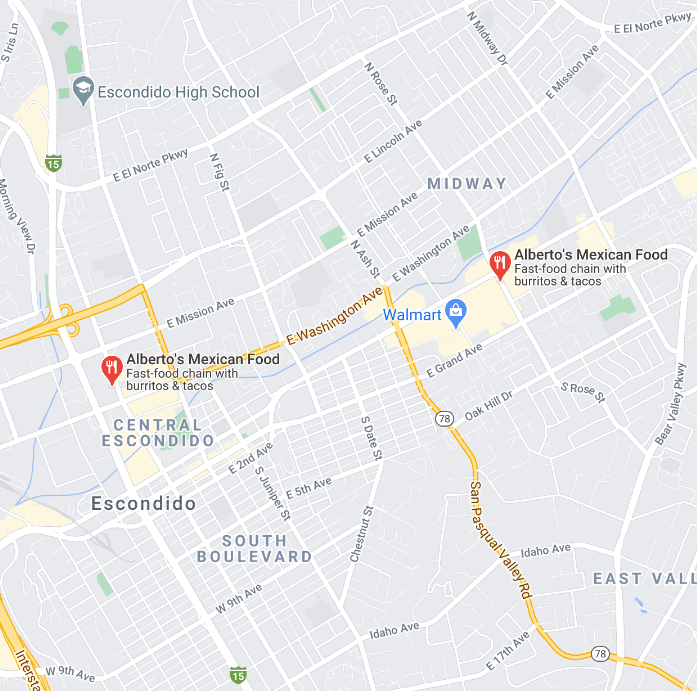 S Iris Ln
N Midway Dr
E El Norte Pkwy
E Mission Ave
N Rose St
Escondido High School
E Lincoln Ave
15
E El Norte Pkwy
N Fig St
MIDWAY
Morning View Dr
E Mission Ave
E Washington Ave
N Ash St
Alberto's Mexican Food
Fast-food chain with
burritos & tacos
E Mission Ave
E Washington Ave
Walmart
Alberto's Mexican Food
Fast-food chain with
burritos & tacos
E Grand Ave
S Rose St
Oak Hill Dr
78
Bear Valley Pkwy
CENTRAL
ESCONDIDO
S Date St
E 2nd Ave
S Juniper St
E 5th Ave
Escondido
San Pasqual Valley Rd
Chestnut St
SOUTH
BOULEVARD
Idaho Ave
EAST VALL
W 9th Ave
Idaho Ave
E 17th Ave
78
W 9th Ave
15
Intersta